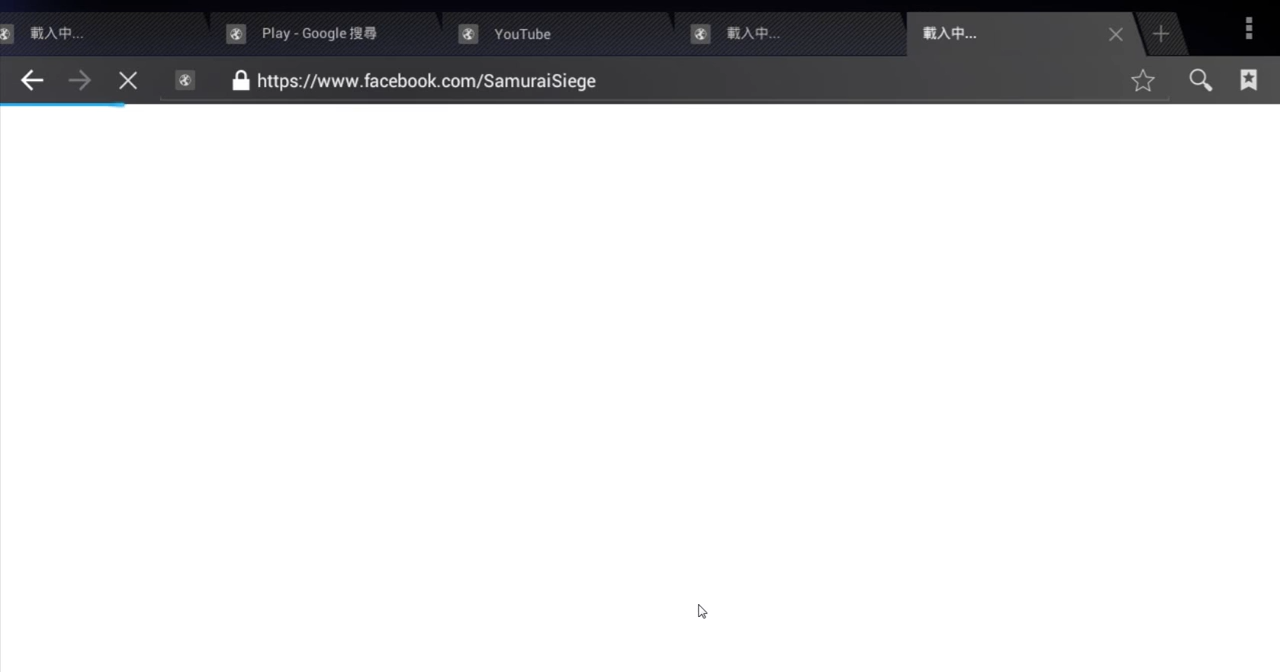 載入中...
Play - Google 搜尋
YouTube
載入中...
載入中...
https://www.facebook.com/SamuraiSiege